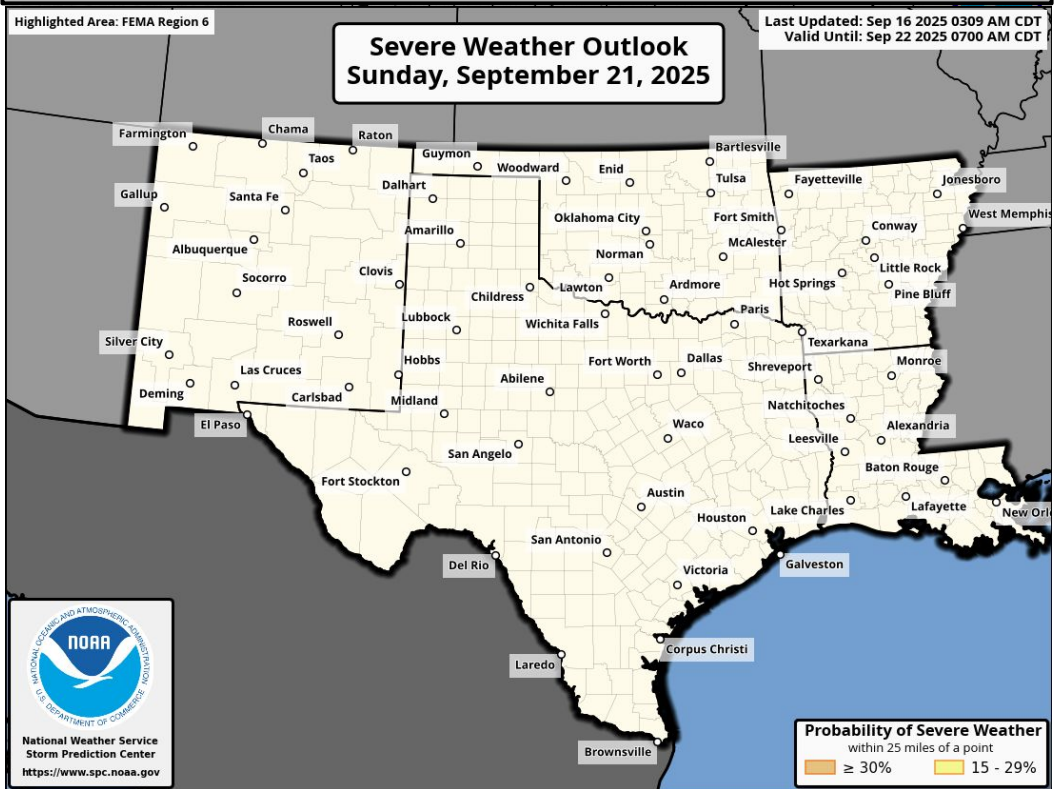 Highlighted Area: FEMA Region 6
Severe Weather Outlook
Sunday, September 21, 2025
Last Updated: Sep 16 2025 0309 AM CDT
Valid Until: Sep 22 2025 0700 AM CDT
Farmington
Chama
Raton
Taos
Guymon
Woodward
Enid
Bartlesville
Tulsa
Fayetteville
Jonesboro
Gallup
Santa Fe
Dalhart
Oklahoma City
Fort Smith
Conway
West Memphis
Albuquerque
Amarillo
Norman
McAlester
Little Rock
Socorro
Clovis
Childress
Lawton
Ardmore
Hot Springs
Pine Bluff
Roswell
Lubbock
Wichita Falls
Paris
Texarkana
Silver City
Las Cruces
Hobbs
Fort Worth
Dallas
Shreveport
Monroe
Deming
Carlsbad
Midland
Abilene
Natchitoches
El Paso
Waco
Leesville
Alexandria
Fort Stockton
San Angelo
Baton Rouge
Austin
Houston
Lake Charles
Lafayette
New Orl
Del Rio
San Antonio
Victoria
Galveston
Laredo
Corpus Christi
Brownsville
NATIONAL OCEANIC AND ATMOSPHERIC ADMINISTRATION
NOAA
U.S. DEPARTMENT OF COMMERCE
National Weather Service
Storm Prediction Center
https://www.spc.noaa.gov
Probability of Severe Weather
within 25 miles of a point
≥ 30%
15 - 29%